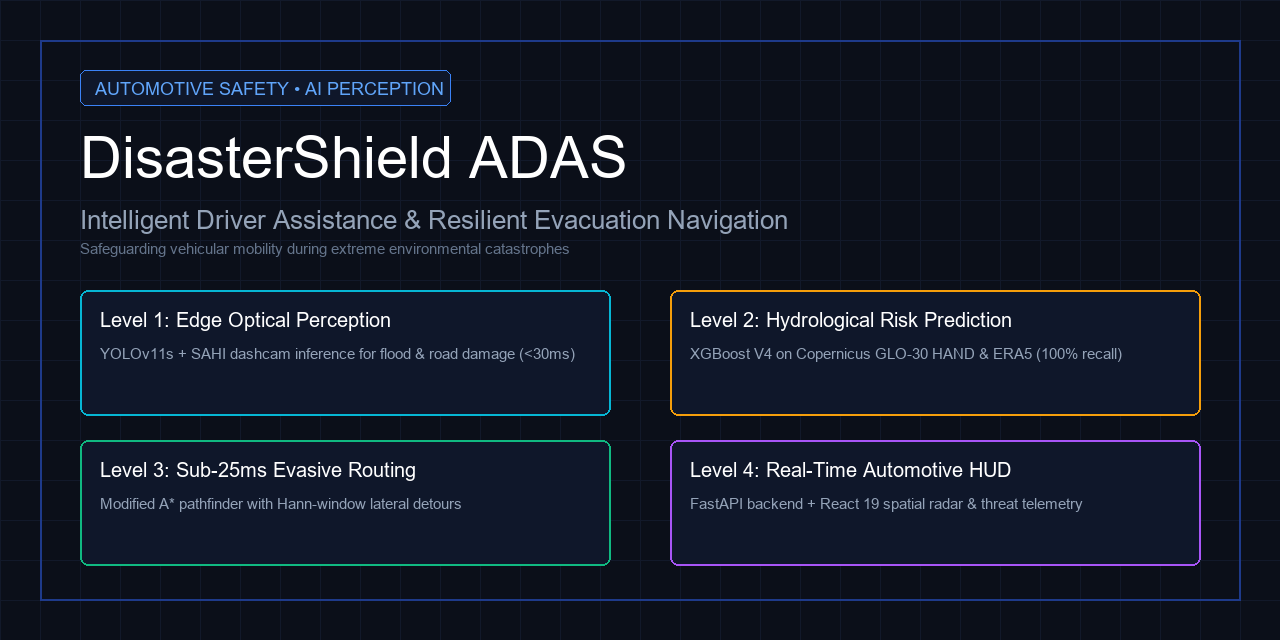 AUTOMOTIVE SAFETY • AI PERCEPTION
DisasterShield ADAS
Intelligent Driver Assistance & Resilient Evacuation Navigation
Safeguarding vehicular mobility during extreme environmental catastrophes
Level 1: Edge Optical Perception
YOLOv11s + SAHI dashcam inference for flood & road damage (<30ms)
Level 2: Hydrological Risk Prediction
XGBoost V4 on Copernicus GLO-30 HAND & ERA5 (100% recall)
Level 3: Sub-25ms Evasive Routing
Modified A* pathfinder with Hann-window lateral detours
Level 4: Real-Time Automotive HUD
FastAPI backend + React 19 spatial radar & threat telemetry